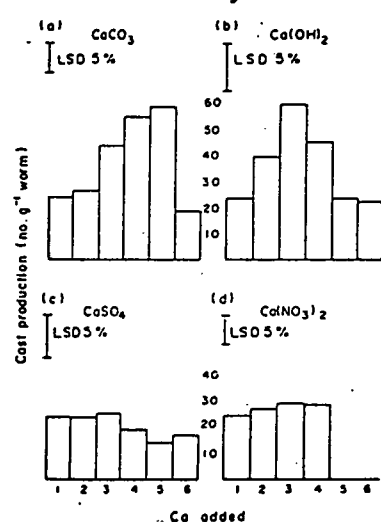 (a) CaCO3
LSD 5%
(b) Ca(OH)2
LSD 5%
60
50
40
30
20
10
Cast production (no. g-1 worm)
(c) CaSO4
LSD 5%
(d) Ca(NO3)2
LSD 5%
40
30
20
10
1 2 3 4 5 6
1 2 3 4 5 6
Ca added